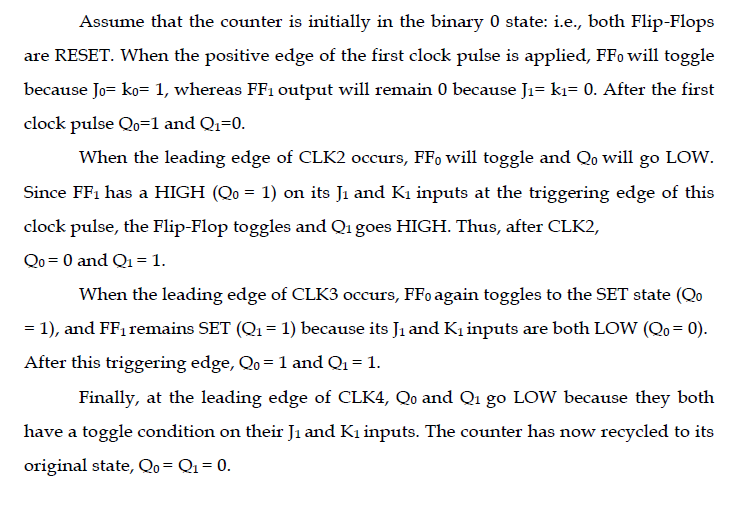 Assume that the counter is initially in the binary 0 state: i.e., both Flip-Flops
are RESET. When the positive edge of the first clock pulse is applied, FF₀ will toggle
because J₀= k₀= 1, whereas FF₁ output will remain 0 because J₁= k₁= 0. After the first
clock pulse Q₀=1 and Q₁=0.
When the leading edge of CLK2 occurs, FF₀ will toggle and Q₀ will go LOW.
Since FF₁ has a HIGH (Q₀ = 1) on its J₁ and K₁ inputs at the triggering edge of this
clock pulse, the Flip-Flop toggles and Q₁ goes HIGH. Thus, after CLK2,
Q₀ = 0 and Q₁ = 1.
When the leading edge of CLK3 occurs, FF₀ again toggles to the SET state (Q₀
= 1), and FF₁ remains SET (Q₁ = 1) because its J₁ and K₁ inputs are both LOW (Q₀ = 0).
After this triggering edge, Q₀ = 1 and Q₁ = 1.
Finally, at the leading edge of CLK4, Q₀ and Q₁ go LOW because they both
have a toggle condition on their J₁ and K₁ inputs. The counter has now recycled to its
original state, Q₀ = Q₁ = 0.